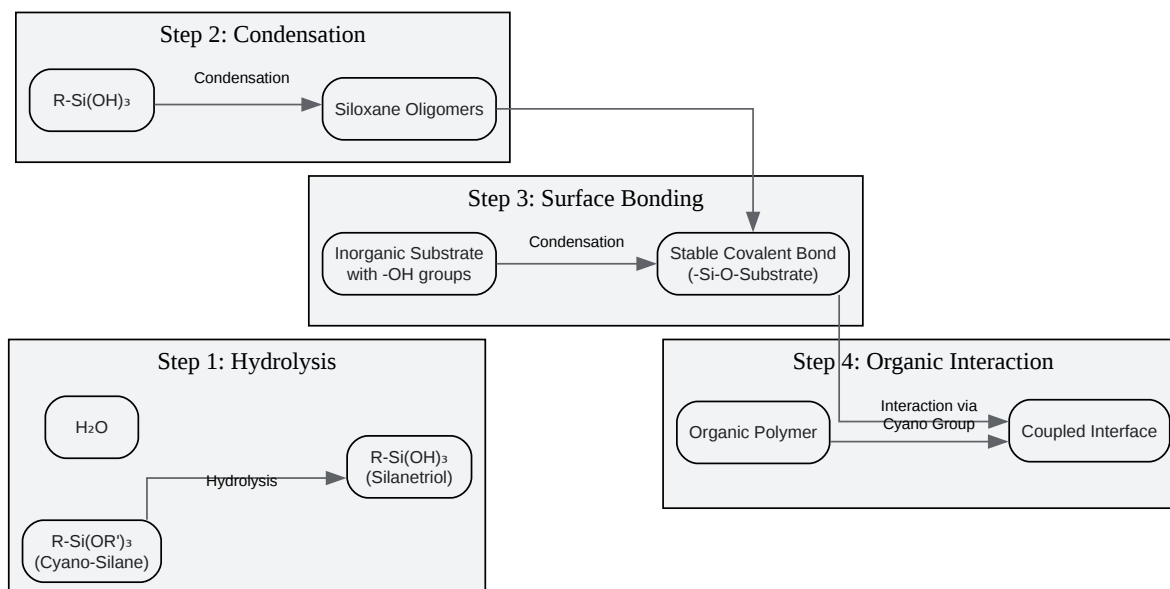 Step 2: Condensation
R-Si(OH)₃
Condensation
Siloxane Oligomers
Step 3: Surface Bonding
Inorganic Substrate
with -OH groups
Condensation
Stable Covalent Bond
(-Si-O-Substrate)
Step 1: Hydrolysis
H₂O
R-Si(OR')₃
(Cyano-Silane)
Hydrolysis
R-Si(OH)₃
(Silanetriol)
Step 4: Organic Interaction
Organic Polymer
Interaction via
Cyano Group
Coupled Interface